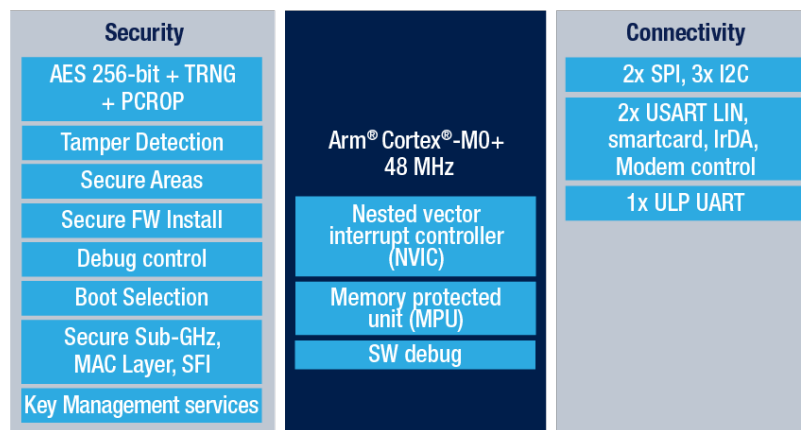 Security
AES 256-bit + TRNG
+ PCROP
Tamper Detection
Secure Areas
Secure FW Install
Debug control
Boot Selection
Secure Sub-GHz,
MAC Layer, SFI
Key Management services
Arm® Cortex®-M0+
48 MHz
Nested vector
interrupt controller
(NVIC)
Memory protected
unit (MPU)
SW debug
Connectivity
2x SPI, 3x I2C
2x USART LIN,
smartcard, IrDA,
Modem control
1x ULP UART